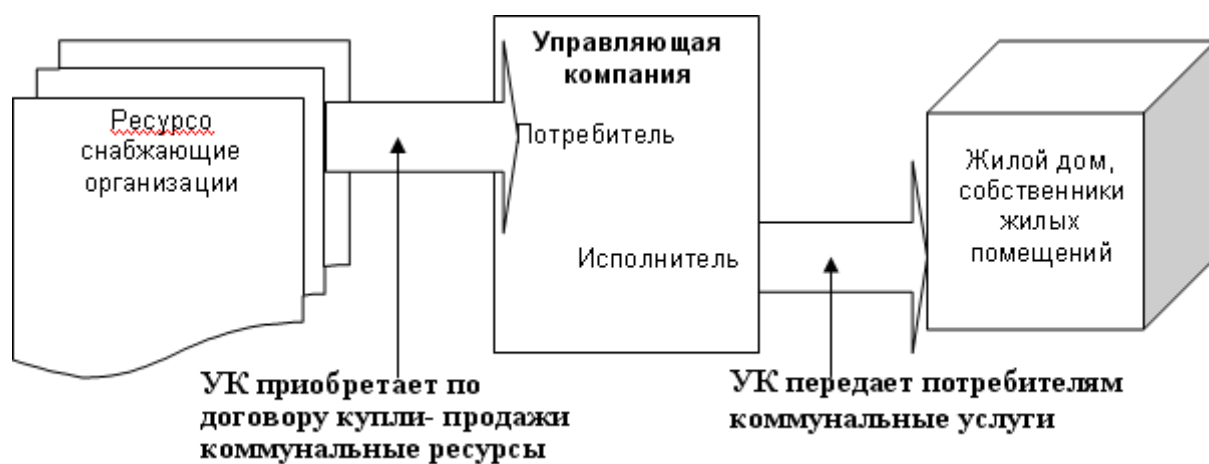 Ресурсо
снабжающие
организации
Управляющая
компания
Потребитель
Исполнитель
Жилой дом,
собственники
жилых
помещений
УК приобретает по
договору купли- продажи
коммунальные ресурсы
УК передает потребителям
коммунальные услуги